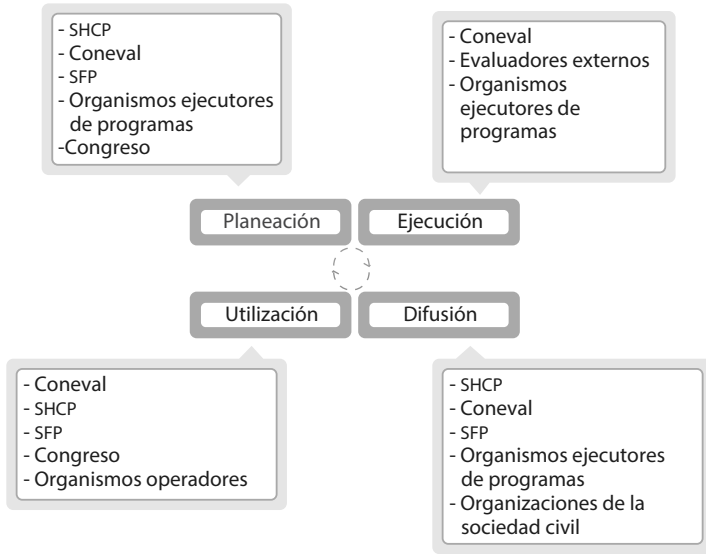 - SHCP
- Coneval
- SFP
- Organismos ejecutores
de programas
-Congreso
- Coneval
- Evaluadores externos
- Organismos
ejecutores de
programas
Planeación
Ejecución
Utilización
Difusión
- Coneval
- SHCP
- SFP
- Congreso
- Organismos operadores
- SHCP
- Coneval
- SFP
- Organismos ejecutores
de programas
- Organizaciones de la
sociedad civil